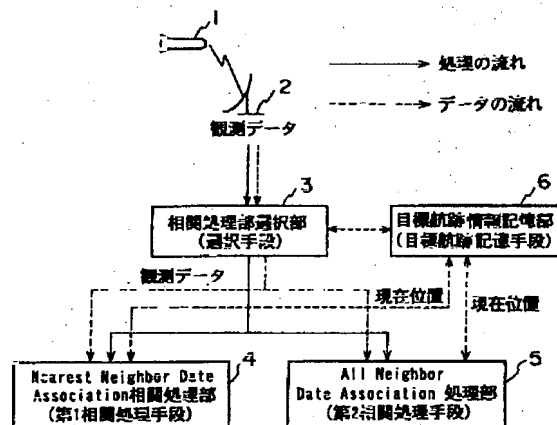 1
処理の流れ
2
データの流れ
観測データ
3
6
相関処理部選択部
(選択手段)
目標航跡情報記憶部
(目標航跡記憶手段)
観測データ
現在位置
現在位置
4
5
Nearest Neighbor Date
Association相関処理部
(第1相関処理手段)
All Neighbor
Date Association 処理部
(第2相関処理手段)